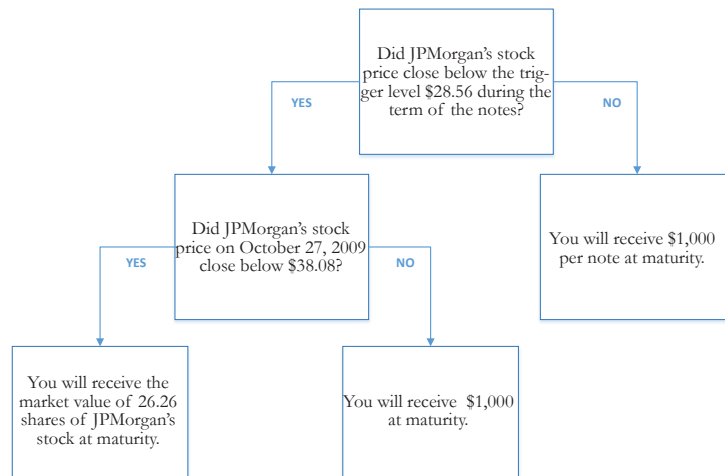 Did JPMorgan's stock
price close below the trig-
ger level $28.56 during the
term of the notes?
YES
NO
Did JPMorgan's stock
price on October 27, 2009
close below $38.08?
You will receive $1,000
per note at maturity.
YES
NO
You will receive the
market value of 26.26
shares of JPMorgan's
stock at maturity.
You will receive $1,000
at maturity.